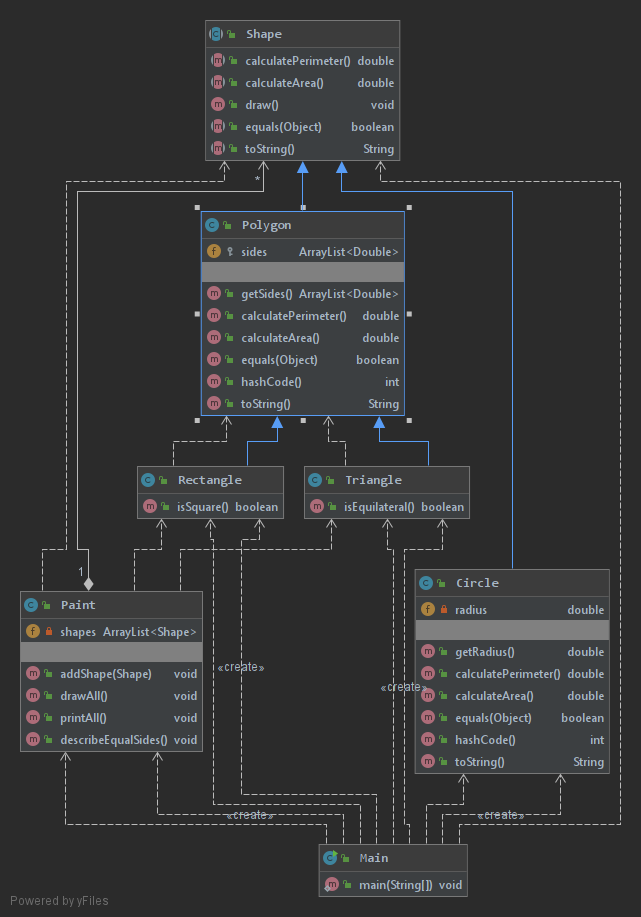 Shape
calculatePerimeter() double
calculateArea() double
draw() void
equals(Object) boolean
toString() String
*
Polygon
sides ArrayList<Double>
getSides() ArrayList<Double>
calculatePerimeter() double
calculateArea() double
equals(Object) boolean
hashCode() int
toString() String
Rectangle
isSquare() boolean
Triangle
isEquilateral() boolean
1
Paint
shapes ArrayList<Shape>
addShape(Shape) void
drawAll() void
printAll() void
describeEqualSides() void
Circle
radius double
getRadius() double
calculatePerimeter() double
calculateArea() double
equals(Object) boolean
hashCode() int
toString() String
«create»
«create»
«create»
«create»
Main
main(String[]) void
Powered by yFiles